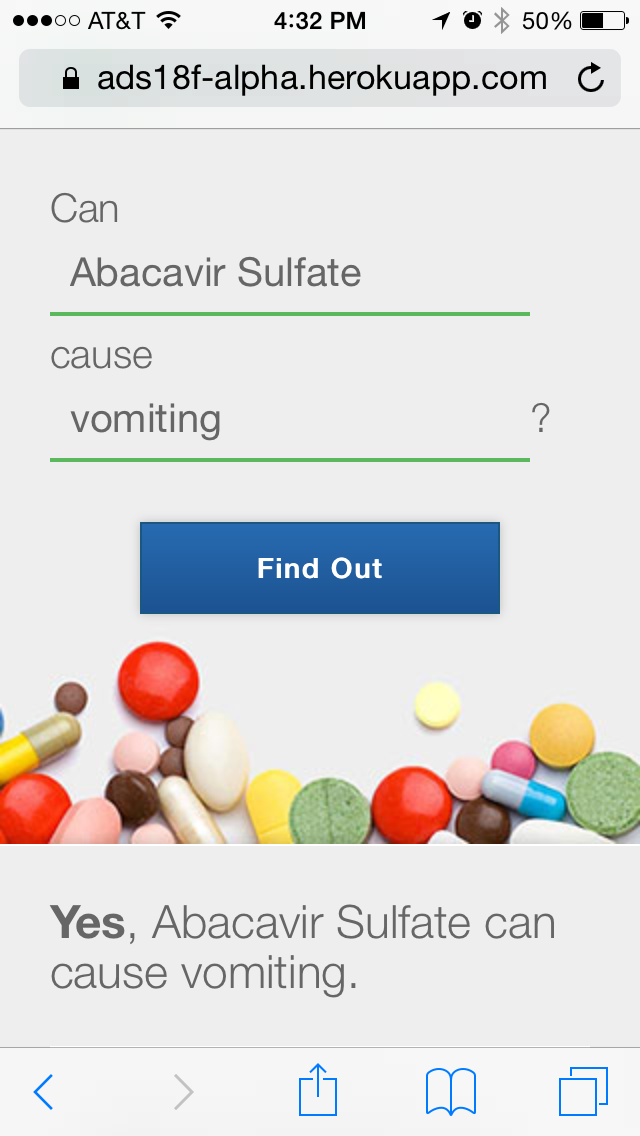 AT&T 4:32 PM 50%
ads18f-alpha.herokuapp.com
Can
Abacavir Sulfate
cause
vomiting ?
Find Out
Yes, Abacavir Sulfate can
cause vomiting.